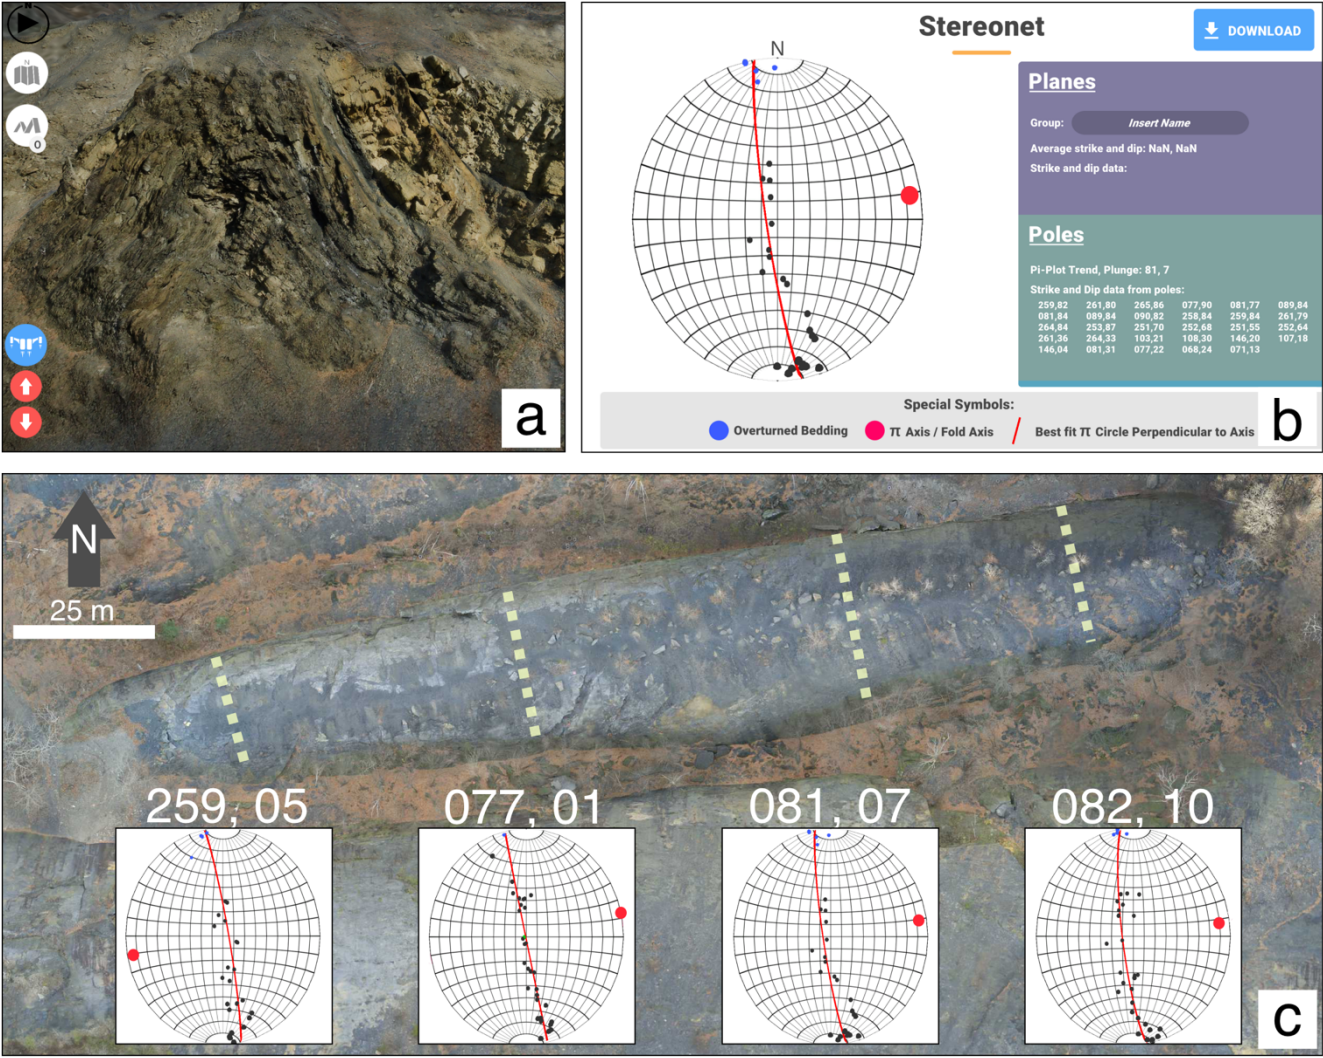 N
0
a
Stereonet
DOWNLOAD
N
Planes
Group: Insert Name
Average strike and dip: NaN, NaN
Strike and dip data:
Poles
Pi-Plot Trend, Plunge: 81, 7
Strike and Dip data from poles:
259,82 261,80 265,86 077,90 081,77 089,84
081,84 089,84 090,82 258,84 259,84 261,79
264,84 253,87 251,70 252,68 251,55 252,64
261,36 264,33 103,21 108,30 146,20 107,18
146,04 081,31 077,22 068,24 071,13
Special Symbols:
Overturned Bedding π Axis / Fold Axis Best fit π Circle Perpendicular to Axis
b
N
25 m
259, 05 077, 01 081, 07 082, 10
c